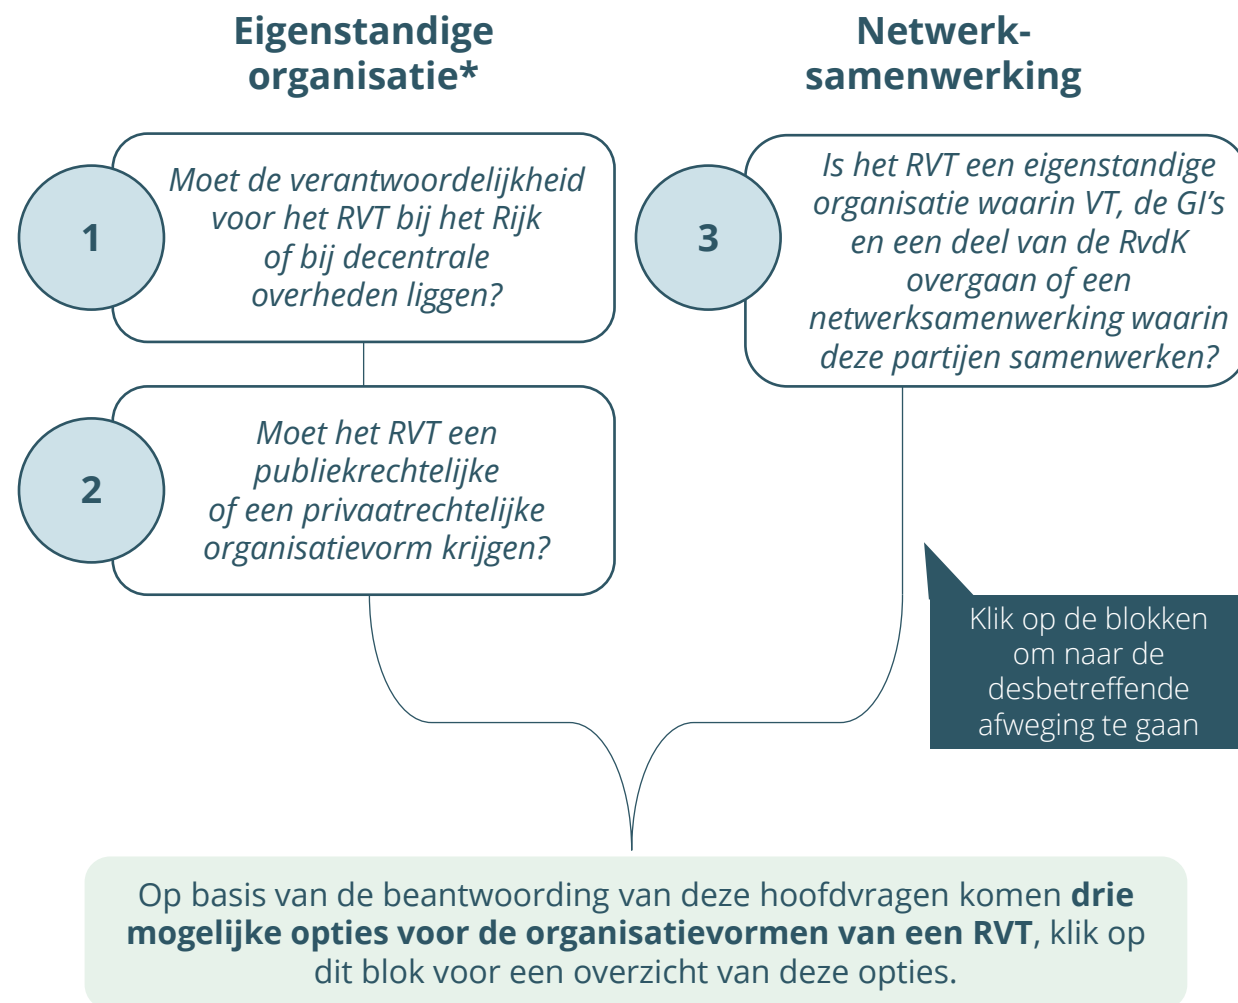 Eigenstandige
organisatie*
1
Moet de verantwoordelijkheid
voor het RVT bij het Rijk
of bij decentrale
overheden liggen?
2
Moet het RVT een
publiekrechtelijke
of een privaatrechtelijke
organisatievorm krijgen?
Netwerk-
samenwerking
3
Is het RVT een eigenstandige
organisatie waarin VT, de GI's
en een deel van de RvdK
overgaan of een
netwerksamenwerking waarin
deze partijen samenwerken?
Klik op de blokken
om naar de
desbetreffende
afweging te gaan
Op basis van de beantwoording van deze hoofdvragen komen drie
mogelijke opties voor de organisatievormen van een RVT, klik op
dit blok voor een overzicht van deze opties.